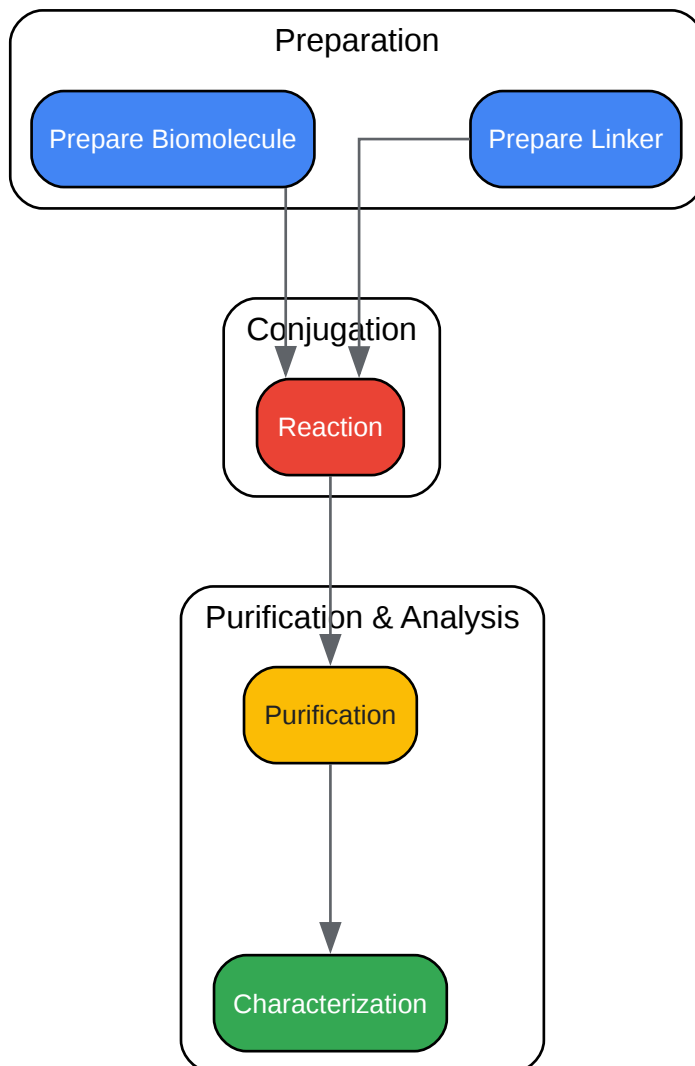 Preparation
Prepare Biomolecule
Prepare Linker
Conjugation
Reaction
Purification & Analysis
Purification
Characterization